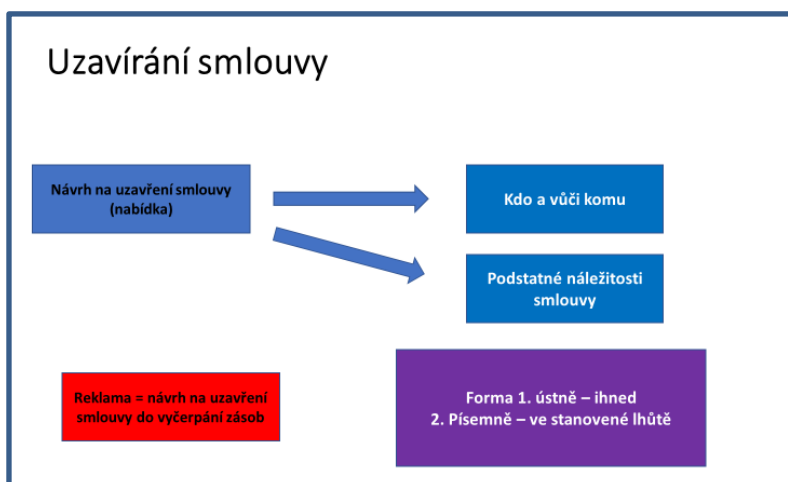 Uzavírání smlouvy
Návrh na uzavření smlouvy
(nabídka)
Kdo a vůči komu
Podstatné náležitosti
smlouvy
Reklama = návrh na uzavření
smlouvy do vyčerpání zásob
Forma 1. ústně – ihned
2. Písemně – ve stanovené lhůtě